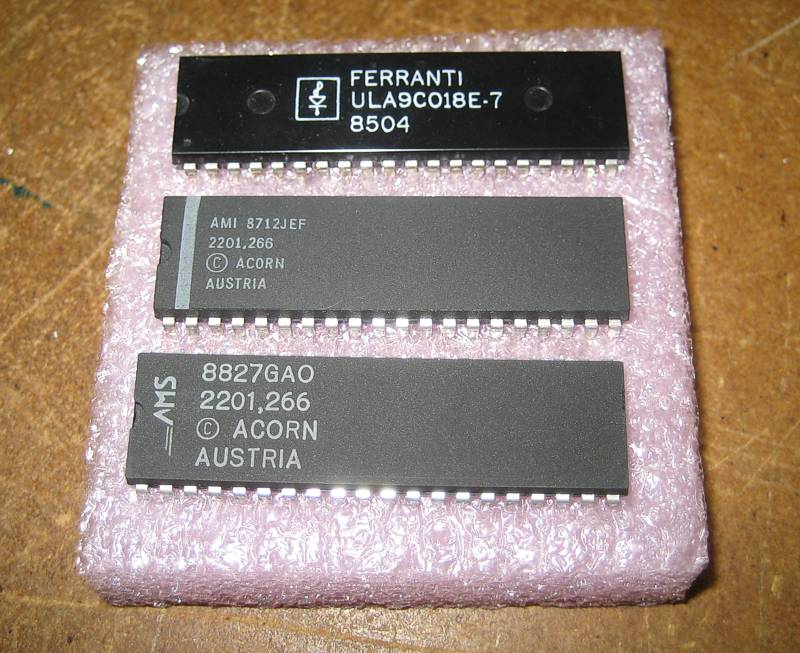 FERRANTI
ULA9C018E-7
8504
AMI 8712JEF
2201,266
© ACORN
AUSTRIA
AMS
8827GAO
2201,266
© ACORN
AUSTRIA